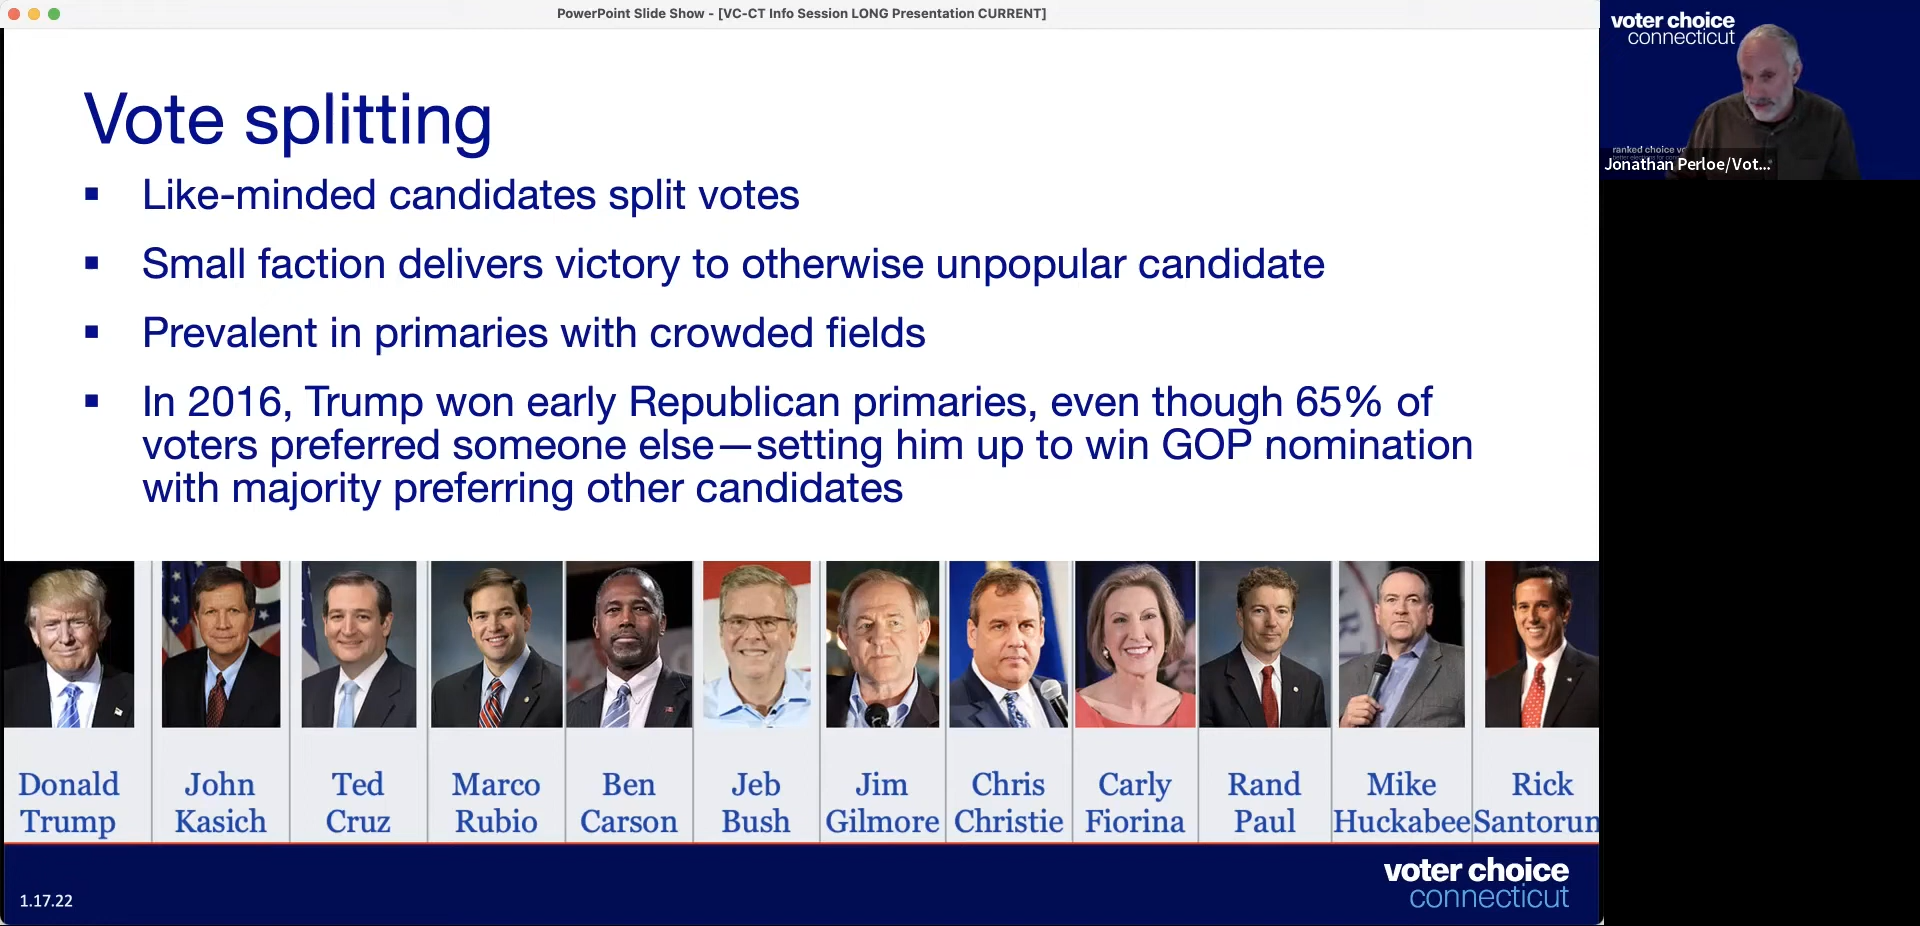 PowerPoint Slide Show - [VC-CT Info Session LONG Presentation CURRENT]
Vote splitting
▪ Like-minded candidates split votes
▪ Small faction delivers victory to otherwise unpopular candidate
▪ Prevalent in primaries with crowded fields
▪ In 2016, Trump won early Republican primaries, even though 65% of
voters preferred someone else—setting him up to win GOP nomination
with majority preferring other candidates
Donald
Trump
John
Kasich
Ted
Cruz
Marco
Rubio
Ben
Carson
Jeb
Bush
Jim
Gilmore
Chris
Christie
Carly
Fiorina
Rand
Paul
Mike
Huckabee
Rick
Santorun
1.17.22
voter choice
connecticut
voter choice
connecticut
ranked choice
Jonathan Perloe/Vot...